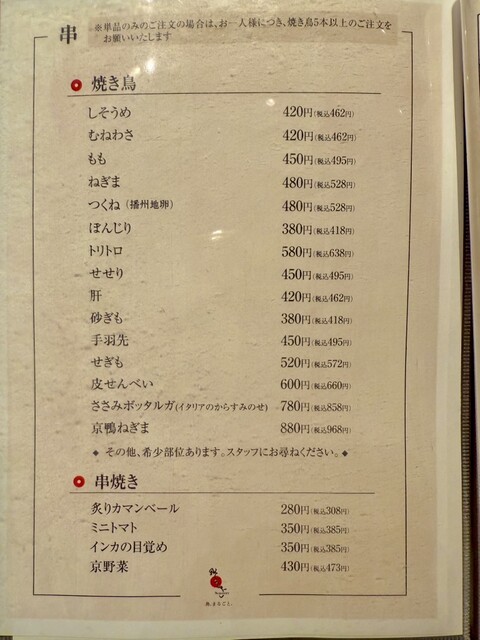 串
※単品のみのご注文の場合は、お一人様につき、焼き鳥5本以上のご注文を
お願いいたします
焼き鳥
しそうめ 420円(税込462円)
むねわさ 420円(税込462円)
もも 450円(税込495円)
ねぎま 480円(税込528円)
つくね（播州地卵） 480円(税込528円)
ぼんじり 380円(税込418円)
トリトロ 580円(税込638円)
せせり 450円(税込495円)
肝 420円(税込462円)
砂ぎも 380円(税込418円)
手羽先 450円(税込495円)
せぎも 520円(税込572円)
皮せんべい 600円(税込660円)
ささみボッタルガ(イタリアのからすみのせ) 780円(税込858円)
京鴨ねぎま 880円(税込968円)
◆ その他、希少部位あります。スタッフにお尋ねください。◆
串焼き
炙りカマンベール 280円(税込308円)
ミニトマト 350円(税込385円)
インカの目覚め 350円(税込385円)
京野菜 430円(税込473円)